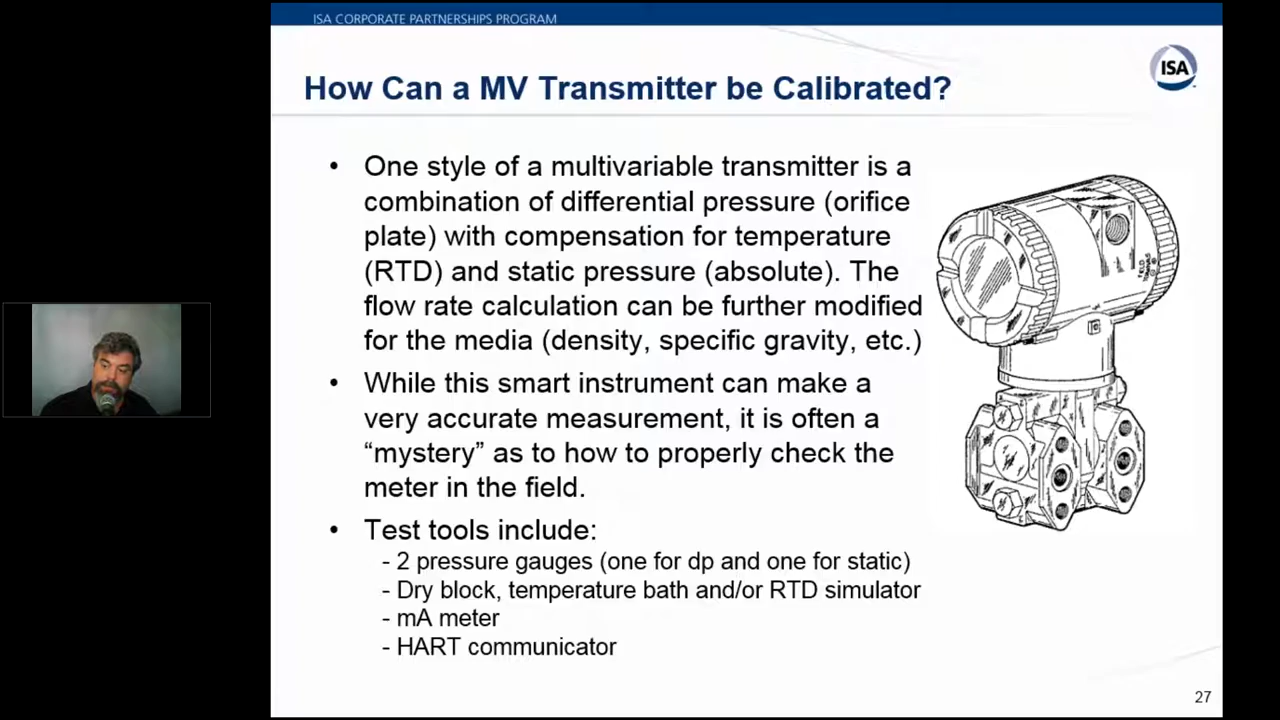 ISA CORPORATE PARTNERSHIPS PROGRAM
How Can a MV Transmitter be Calibrated?
ISA
• One style of a multivariable transmitter is a
combination of differential pressure (orifice
plate) with compensation for temperature
(RTD) and static pressure (absolute). The
flow rate calculation can be further modified
for the media (density, specific gravity, etc.)
• While this smart instrument can make a
very accurate measurement, it is often a
“mystery” as to how to properly check the
meter in the field.
• Test tools include:
- 2 pressure gauges (one for dp and one for static)
- Dry block, temperature bath and/or RTD simulator
- mA meter
- HART communicator
27